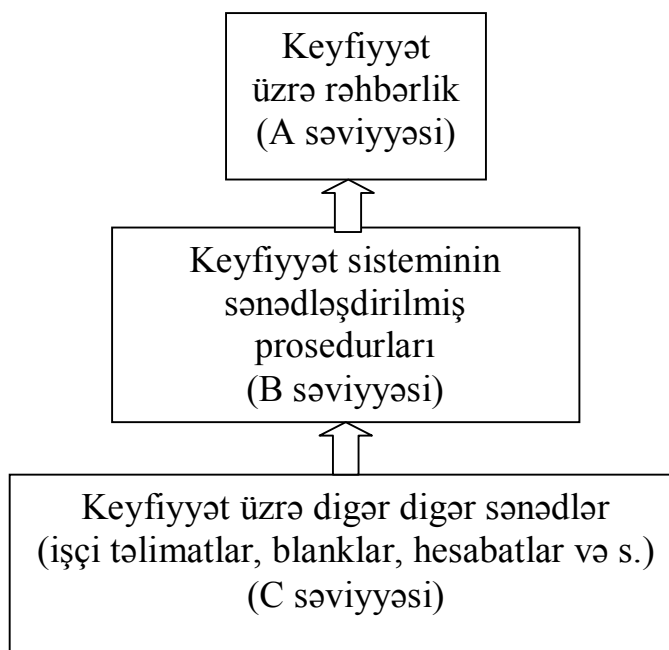 Keyfiyyət
üzrə rəhbərlik
(A səviyyəsi)
Keyfiyyət sisteminin
sənədləşdirilmiş
prosedurları
(B səviyyəsi)
Keyfiyyət üzrə digər digər sənədlər
(işçi təlimatlar, blanklar, hesabatlar və s.)
(C səviyyəsi)